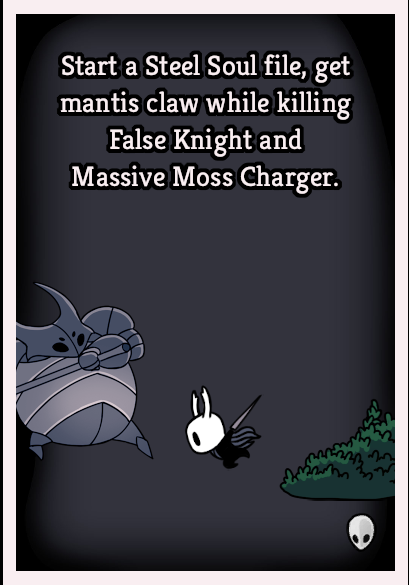 Start a Steel Soul file, get
mantis claw while killing
False Knight and
Massive Moss Charger.